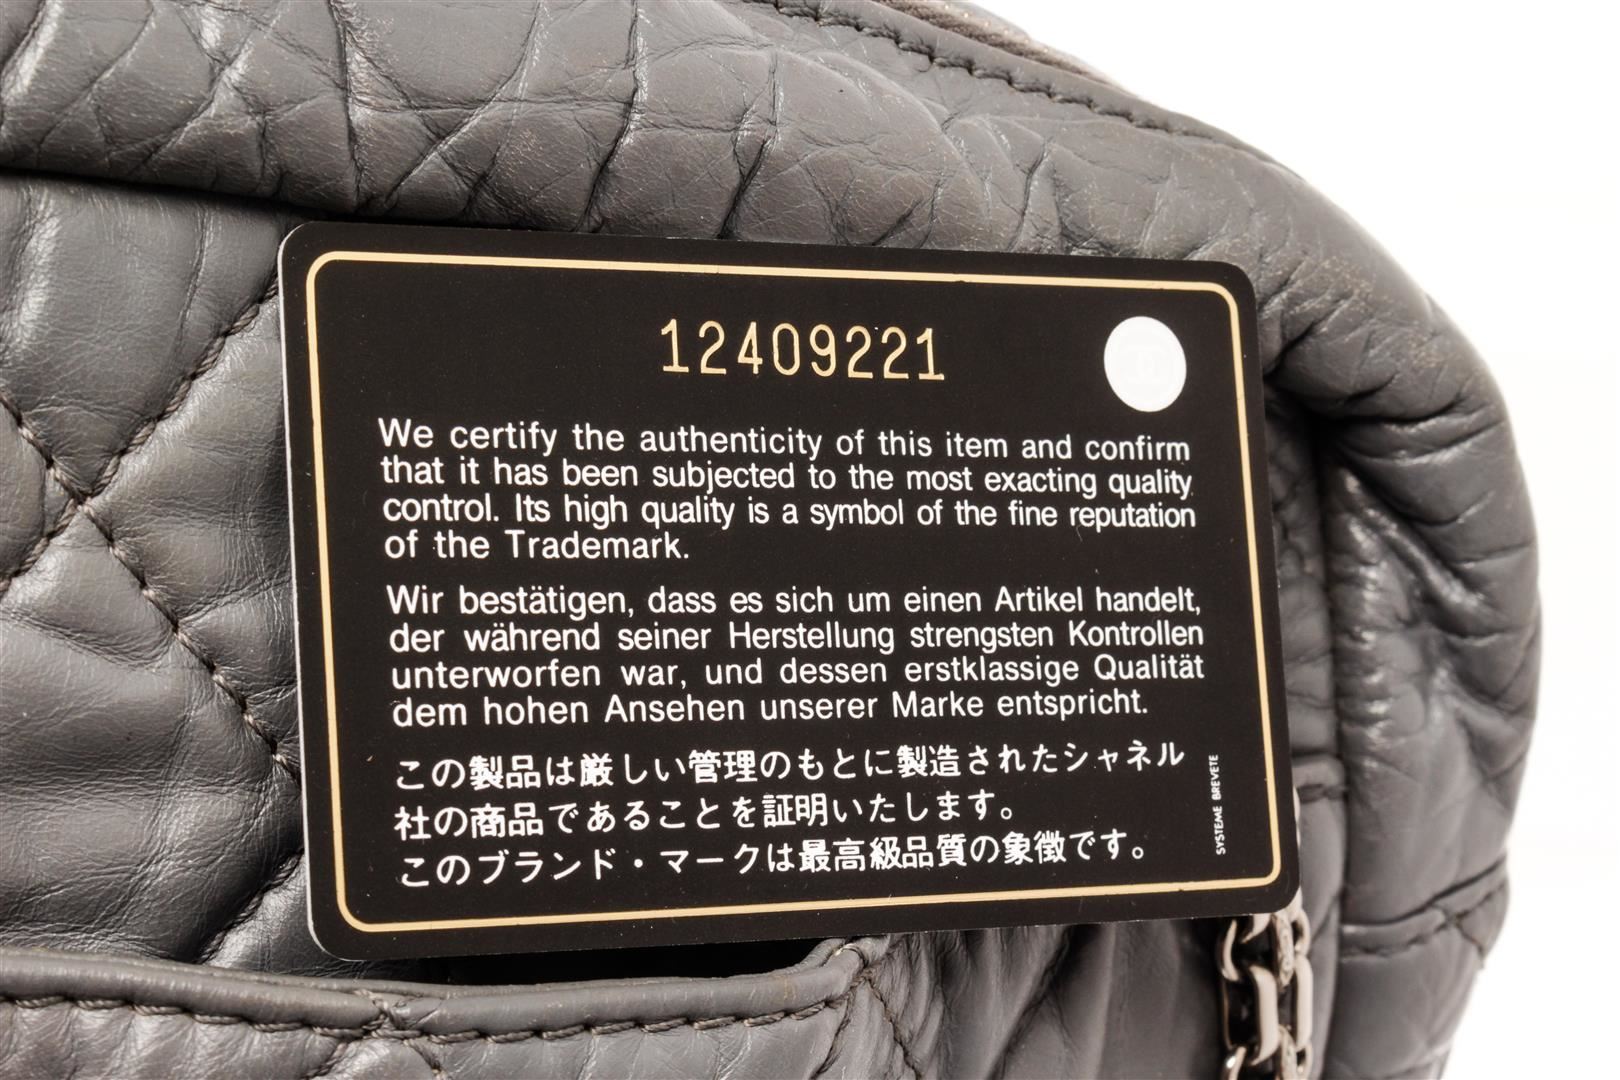 12409221
We certify the authenticity of this item and confirm
that it has been subjected to the most exacting quality
control. Its high quality is a symbol of the fine reputation
of the Trademark.
Wir bestätigen, dass es sich um einen Artikel handelt,
der während seiner Herstellung strengsten Kontrollen
unterworfen war, und dessen erstklassige Qualität
dem hohen Ansehen unserer Marke entspricht.
この製品は厳しい管理のもとに製造されたシャネル
社の商品であることを証明いたします。
このブランド・マークは最高級品質の象徴です。
SYSTEME BREVETE